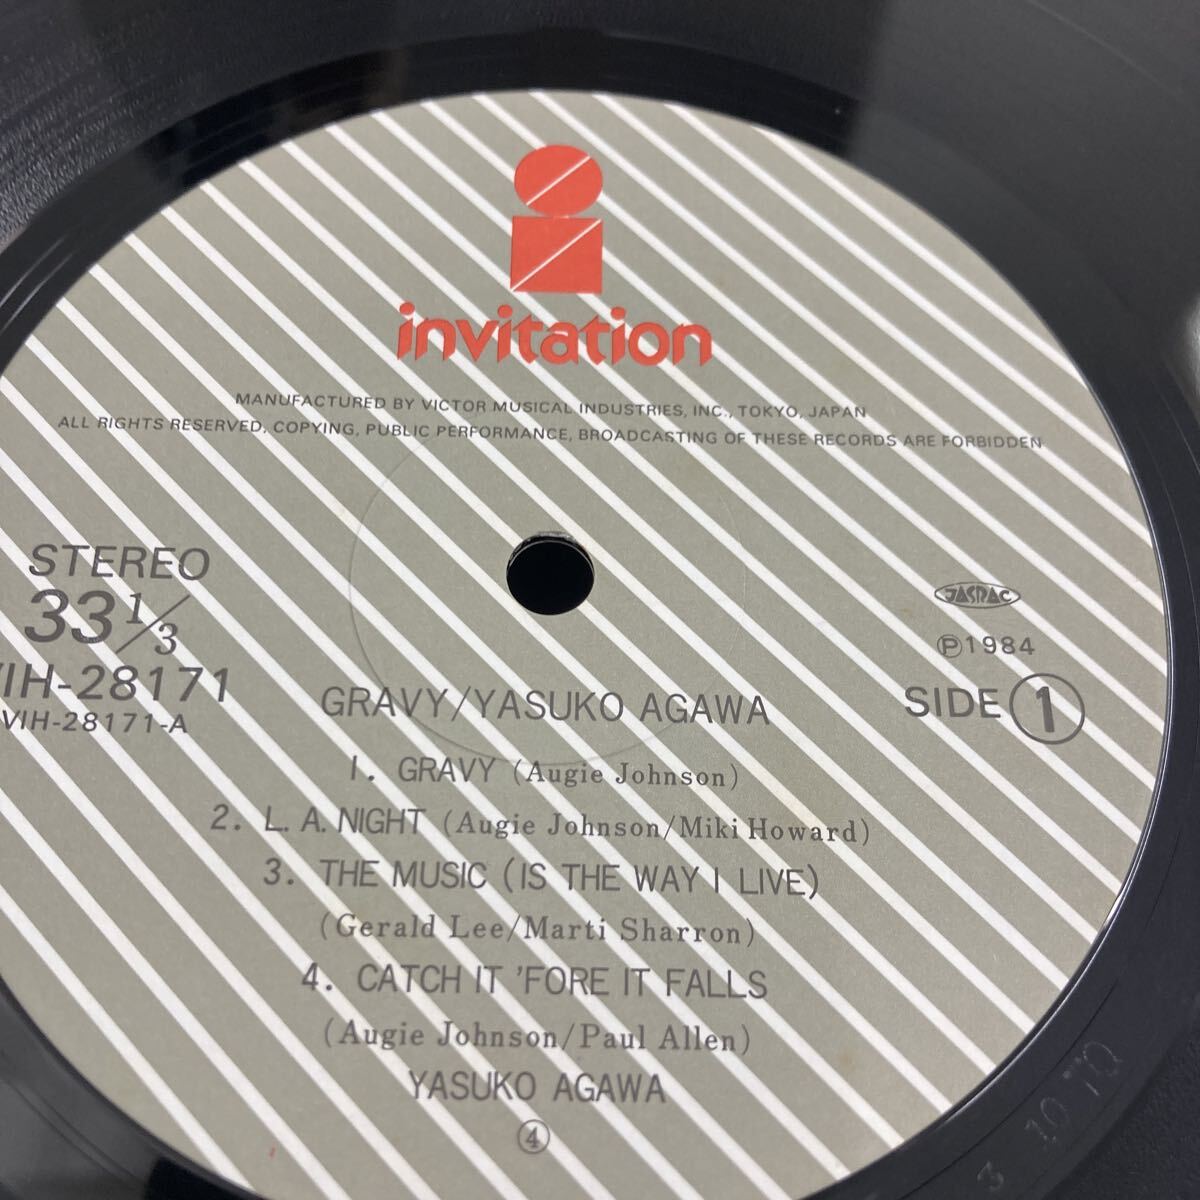 invitation
MANUFACTURED BY VICTOR MUSICAL INDUSTRIES, INC., TOKYO, JAPAN
ALL RIGHTS RESERVED, COPYING, PUBLIC PERFORMANCE, BROADCASTING OF THESE RECORDS ARE FORBIDDEN
STEREO
33 1/3
VIH-28171
VIH-28171-A
JASRAC
Ⓟ1984
SIDE ①
GRAVY/YASUKO AGAWA
1. GRAVY (Augie Johnson)
2. L. A. NIGHT (Augie Johnson/Miki Howard)
3. THE MUSIC (IS THE WAY I LIVE)
(Gerald Lee/Marti Sharron)
4. CATCH IT 'FORE IT FALLS
(Augie Johnson/Paul Allen)
YASUKO AGAWA
④